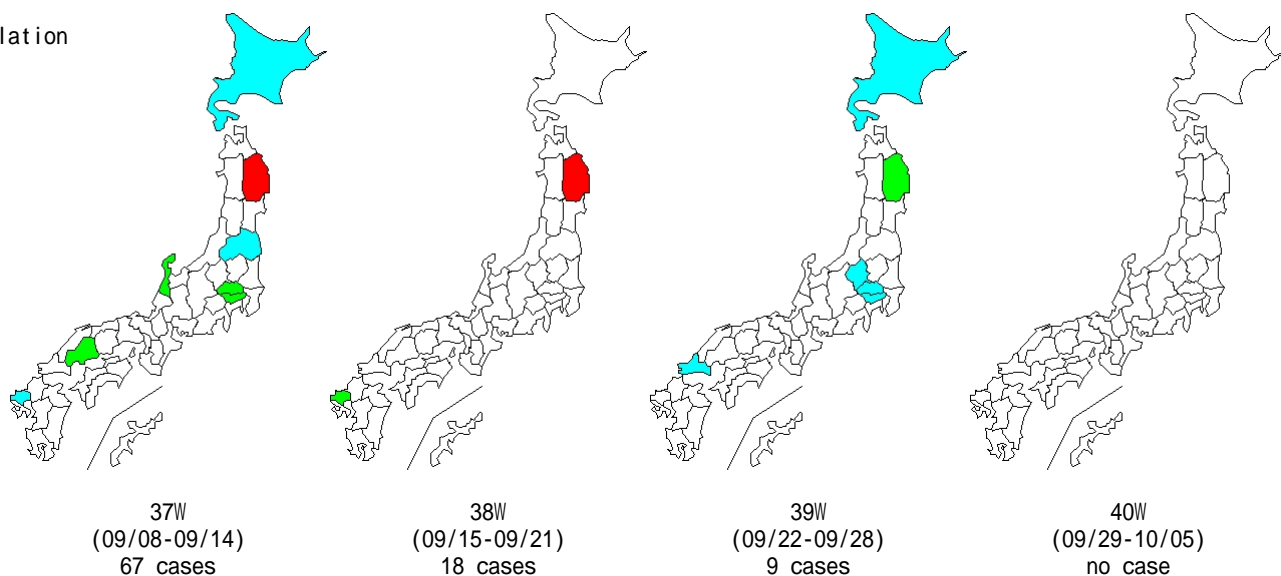 lation
37W
(09/08-09/14)
67 cases
38W
(09/15-09/21)
18 cases
39W
(09/22-09/28)
9 cases
40W
(09/29-10/05)
no case